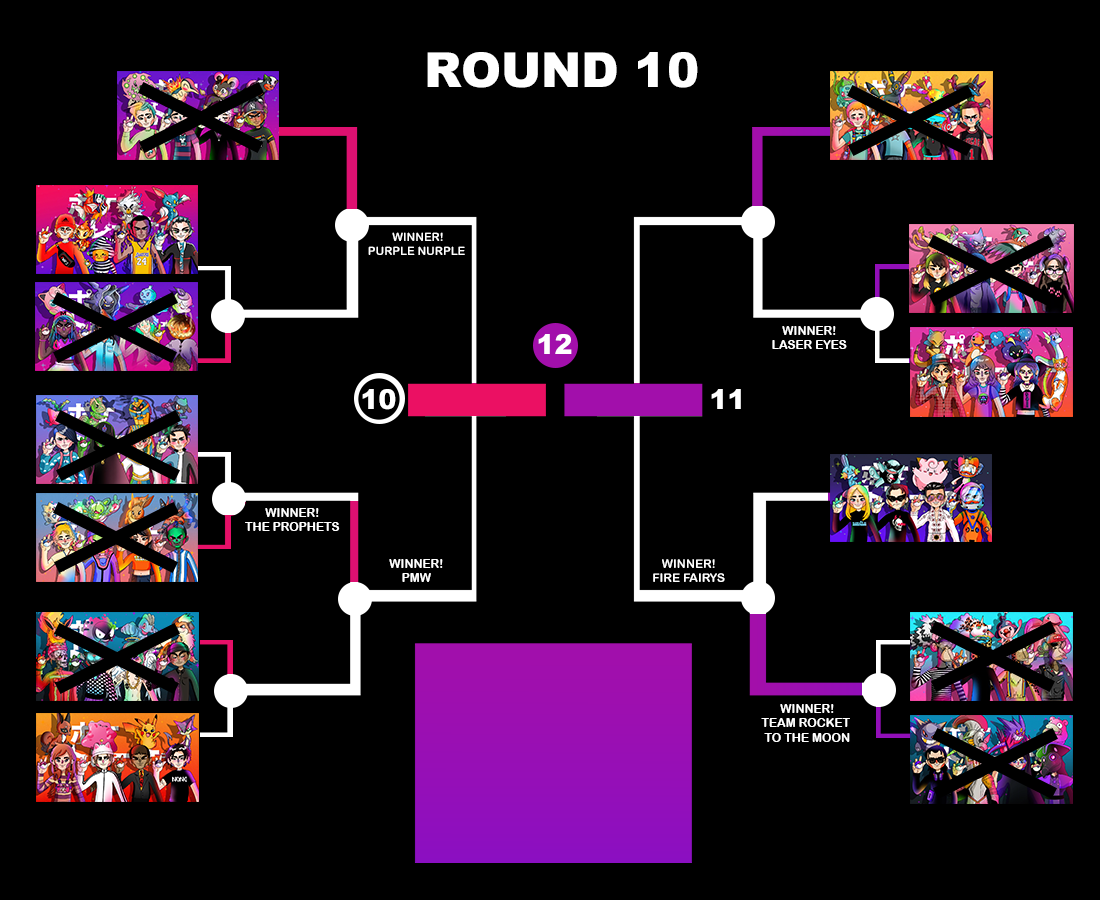 ROUND 10
WINNER!
PURPLE NURPLE
WINNER!
LASER EYES
12
10
11
WINNER!
THE PROPHETS
WINNER!
PMW
WINNER!
FIRE FAIRYS
WINNER!
TEAM ROCKET
TO THE MOON
24